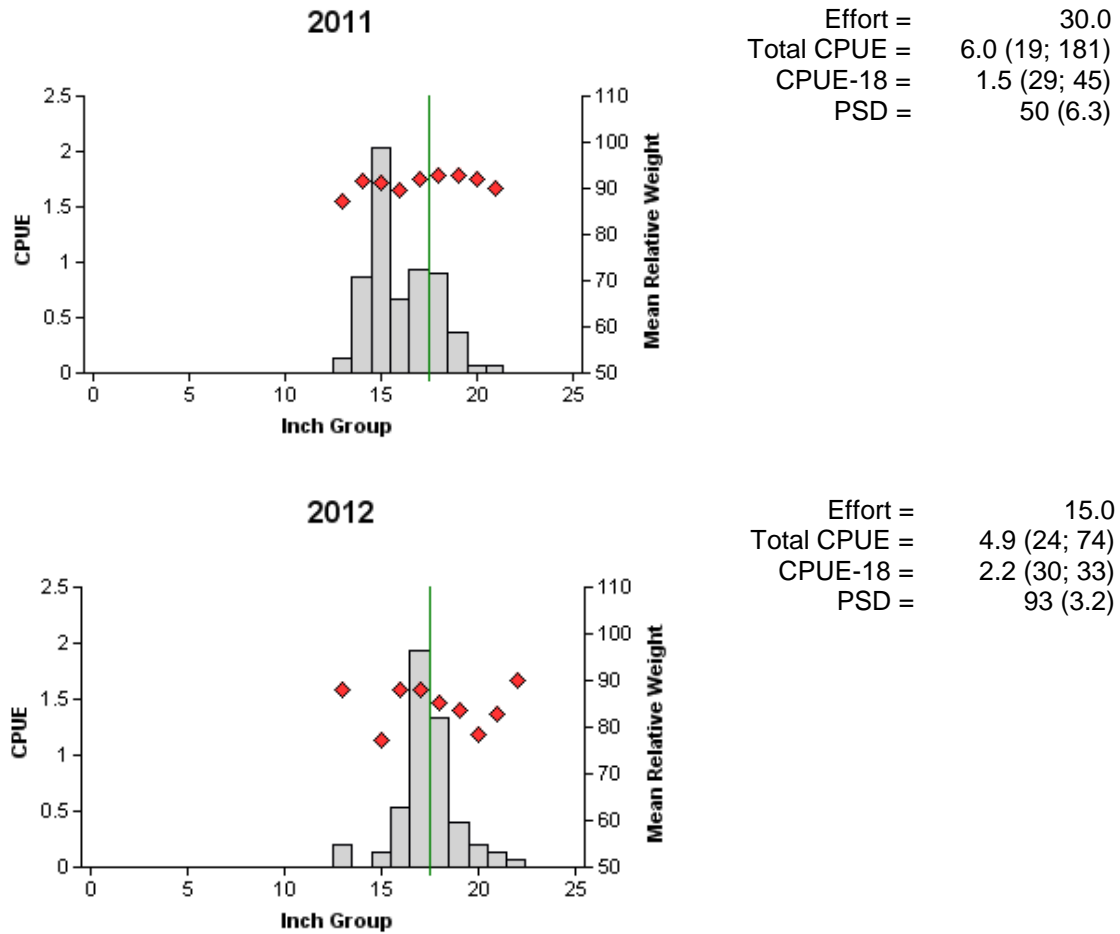 2011
Effort = 30.0
Total CPUE = 6.0 (19; 181)
CPUE-18 = 1.5 (29; 45)
PSD = 50 (6.3)
2.5
2
1.5
1
0.5
0
CPUE
110
100
90
80
70
60
50
Mean Relative Weight
0 5 10 15 20 25
Inch Group
2012
Effort = 15.0
Total CPUE = 4.9 (24; 74)
CPUE-18 = 2.2 (30; 33)
PSD = 93 (3.2)
2.5
2
1.5
1
0.5
0
CPUE
110
100
90
80
70
60
50
Mean Relative Weight
0 5 10 15 20 25
Inch Group